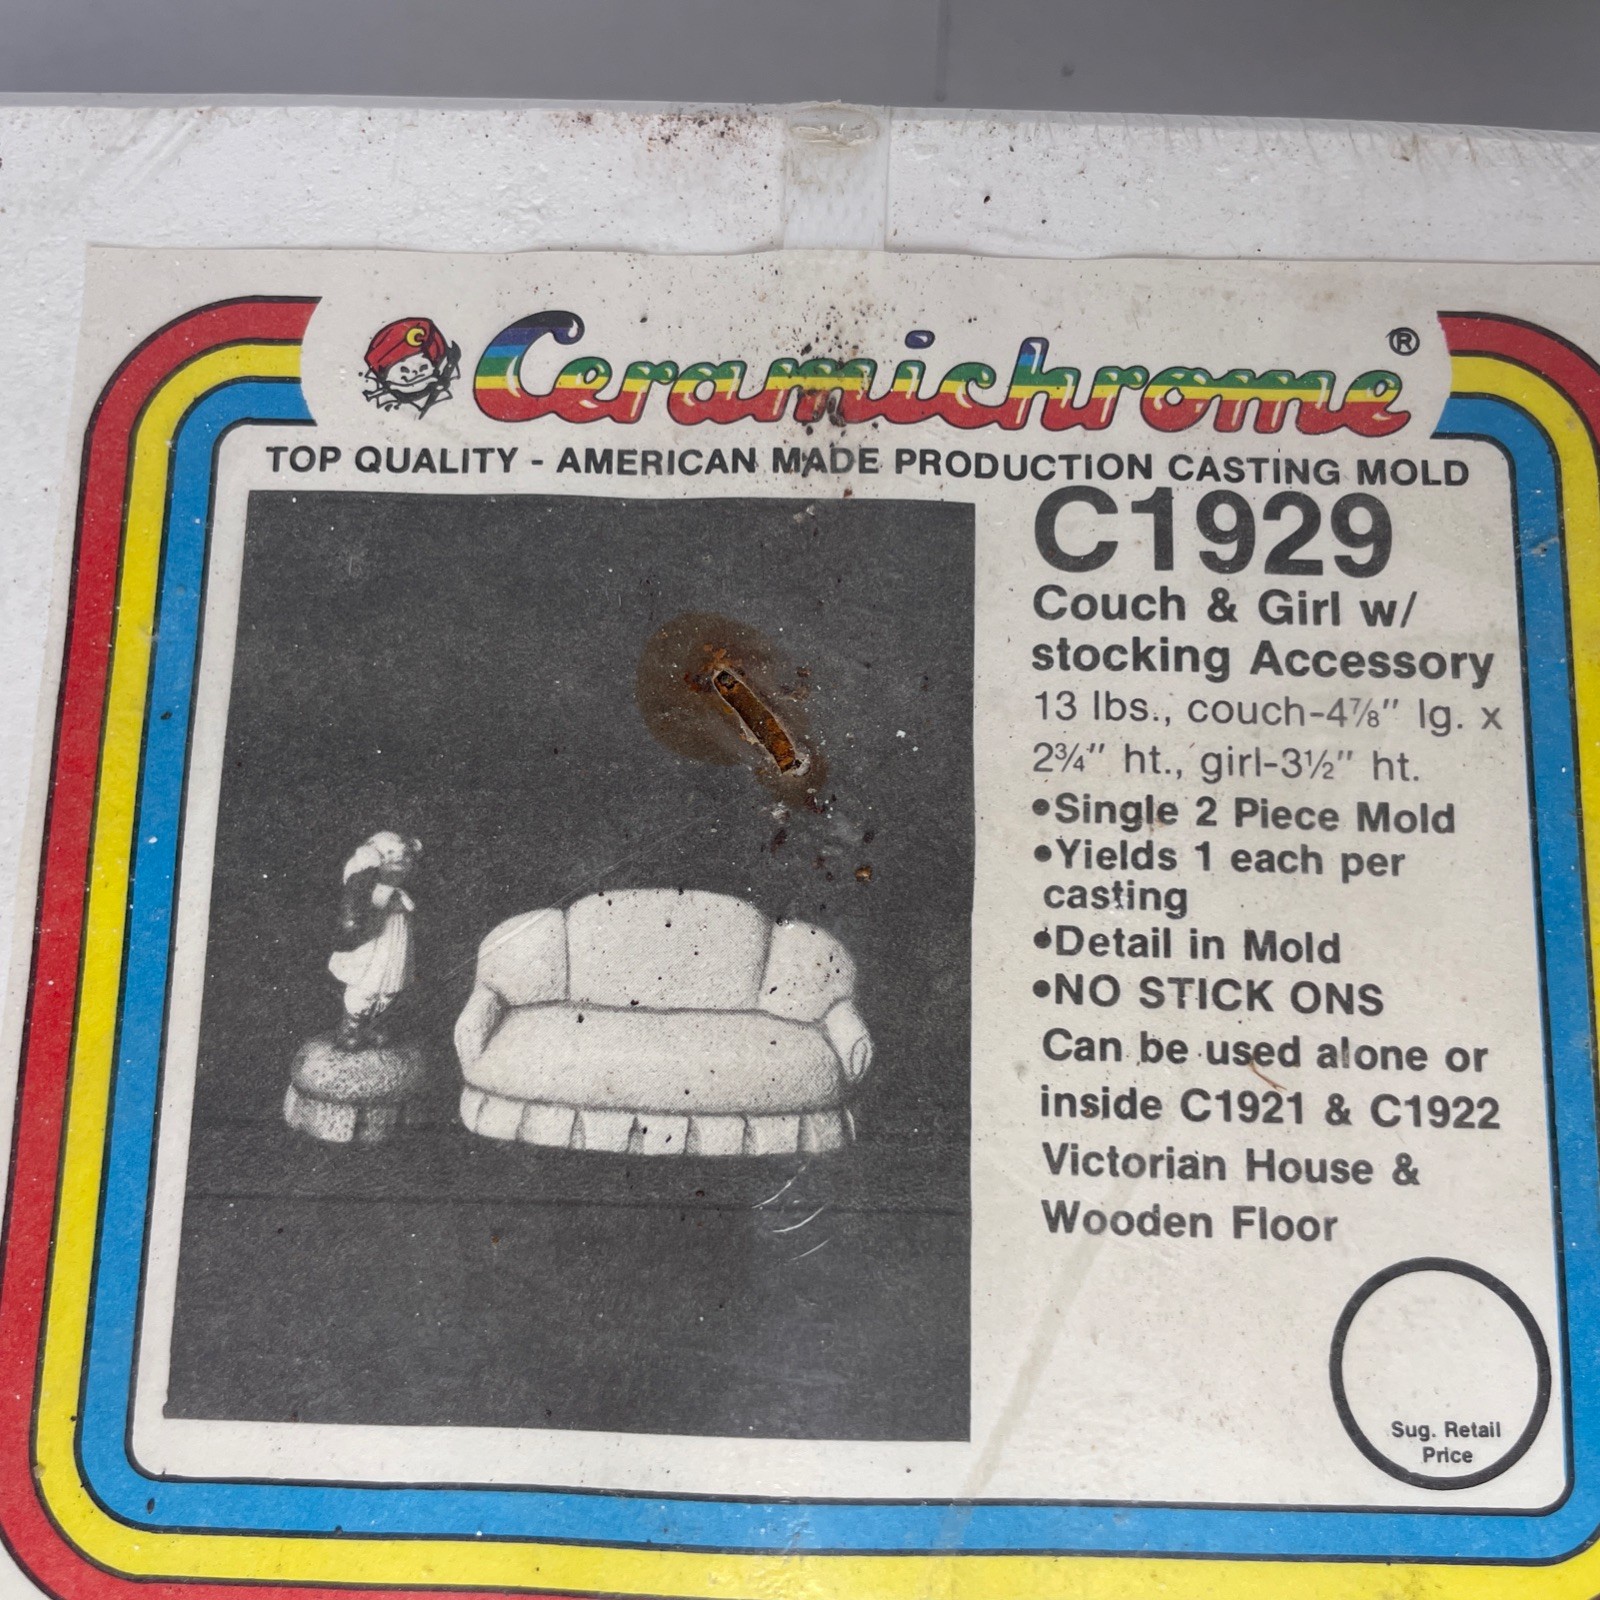 Ceramichrome®
TOP QUALITY - AMERICAN MADE PRODUCTION CASTING MOLD
C1929
Couch & Girl w/
stocking Accessory
13 lbs., couch-4⅞" lg. x
2¾" ht., girl-3½" ht.
•Single 2 Piece Mold
•Yields 1 each per
casting
•Detail in Mold
•NO STICK ONS
Can be used alone or
inside C1921 & C1922
Victorian House &
Wooden Floor
Sug. Retail
Price